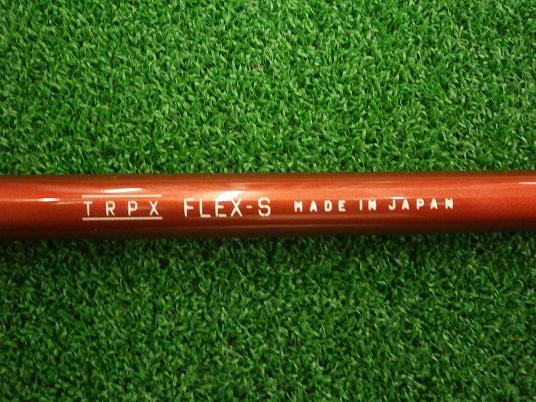 TRPX FLEX-S MADE IN JAPAN